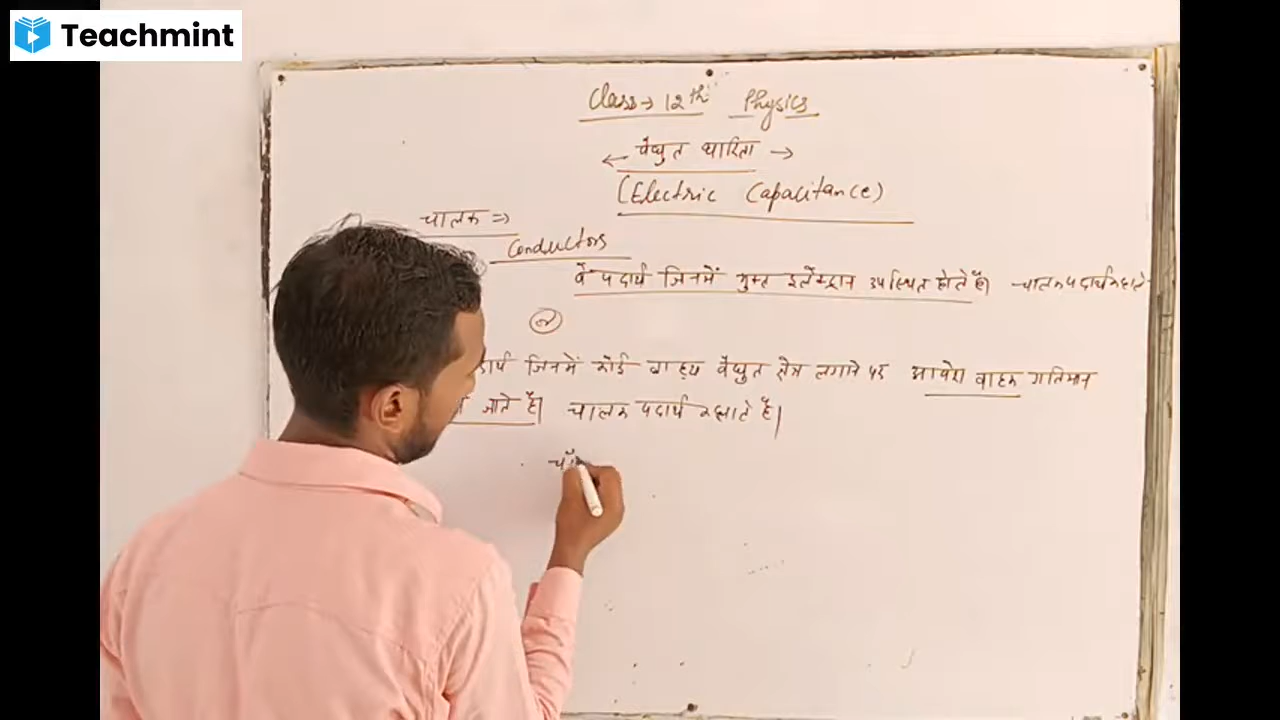 Teachmint
Class → 12th Physics
← वैद्युत धारिता →
(Electric Capacitance)
चालक ⇒
Conductors
वे पदार्थ जिनमें मुक्त इलेक्ट्रान उपस्थित होते है। चालक पदार्थ कहलाते
जिनमें कोई बाह्य वैद्युत क्षेत्र लगाने पर आवेश वाहक गतिमान
जाते है। चालक पदार्थ कहलाते है।